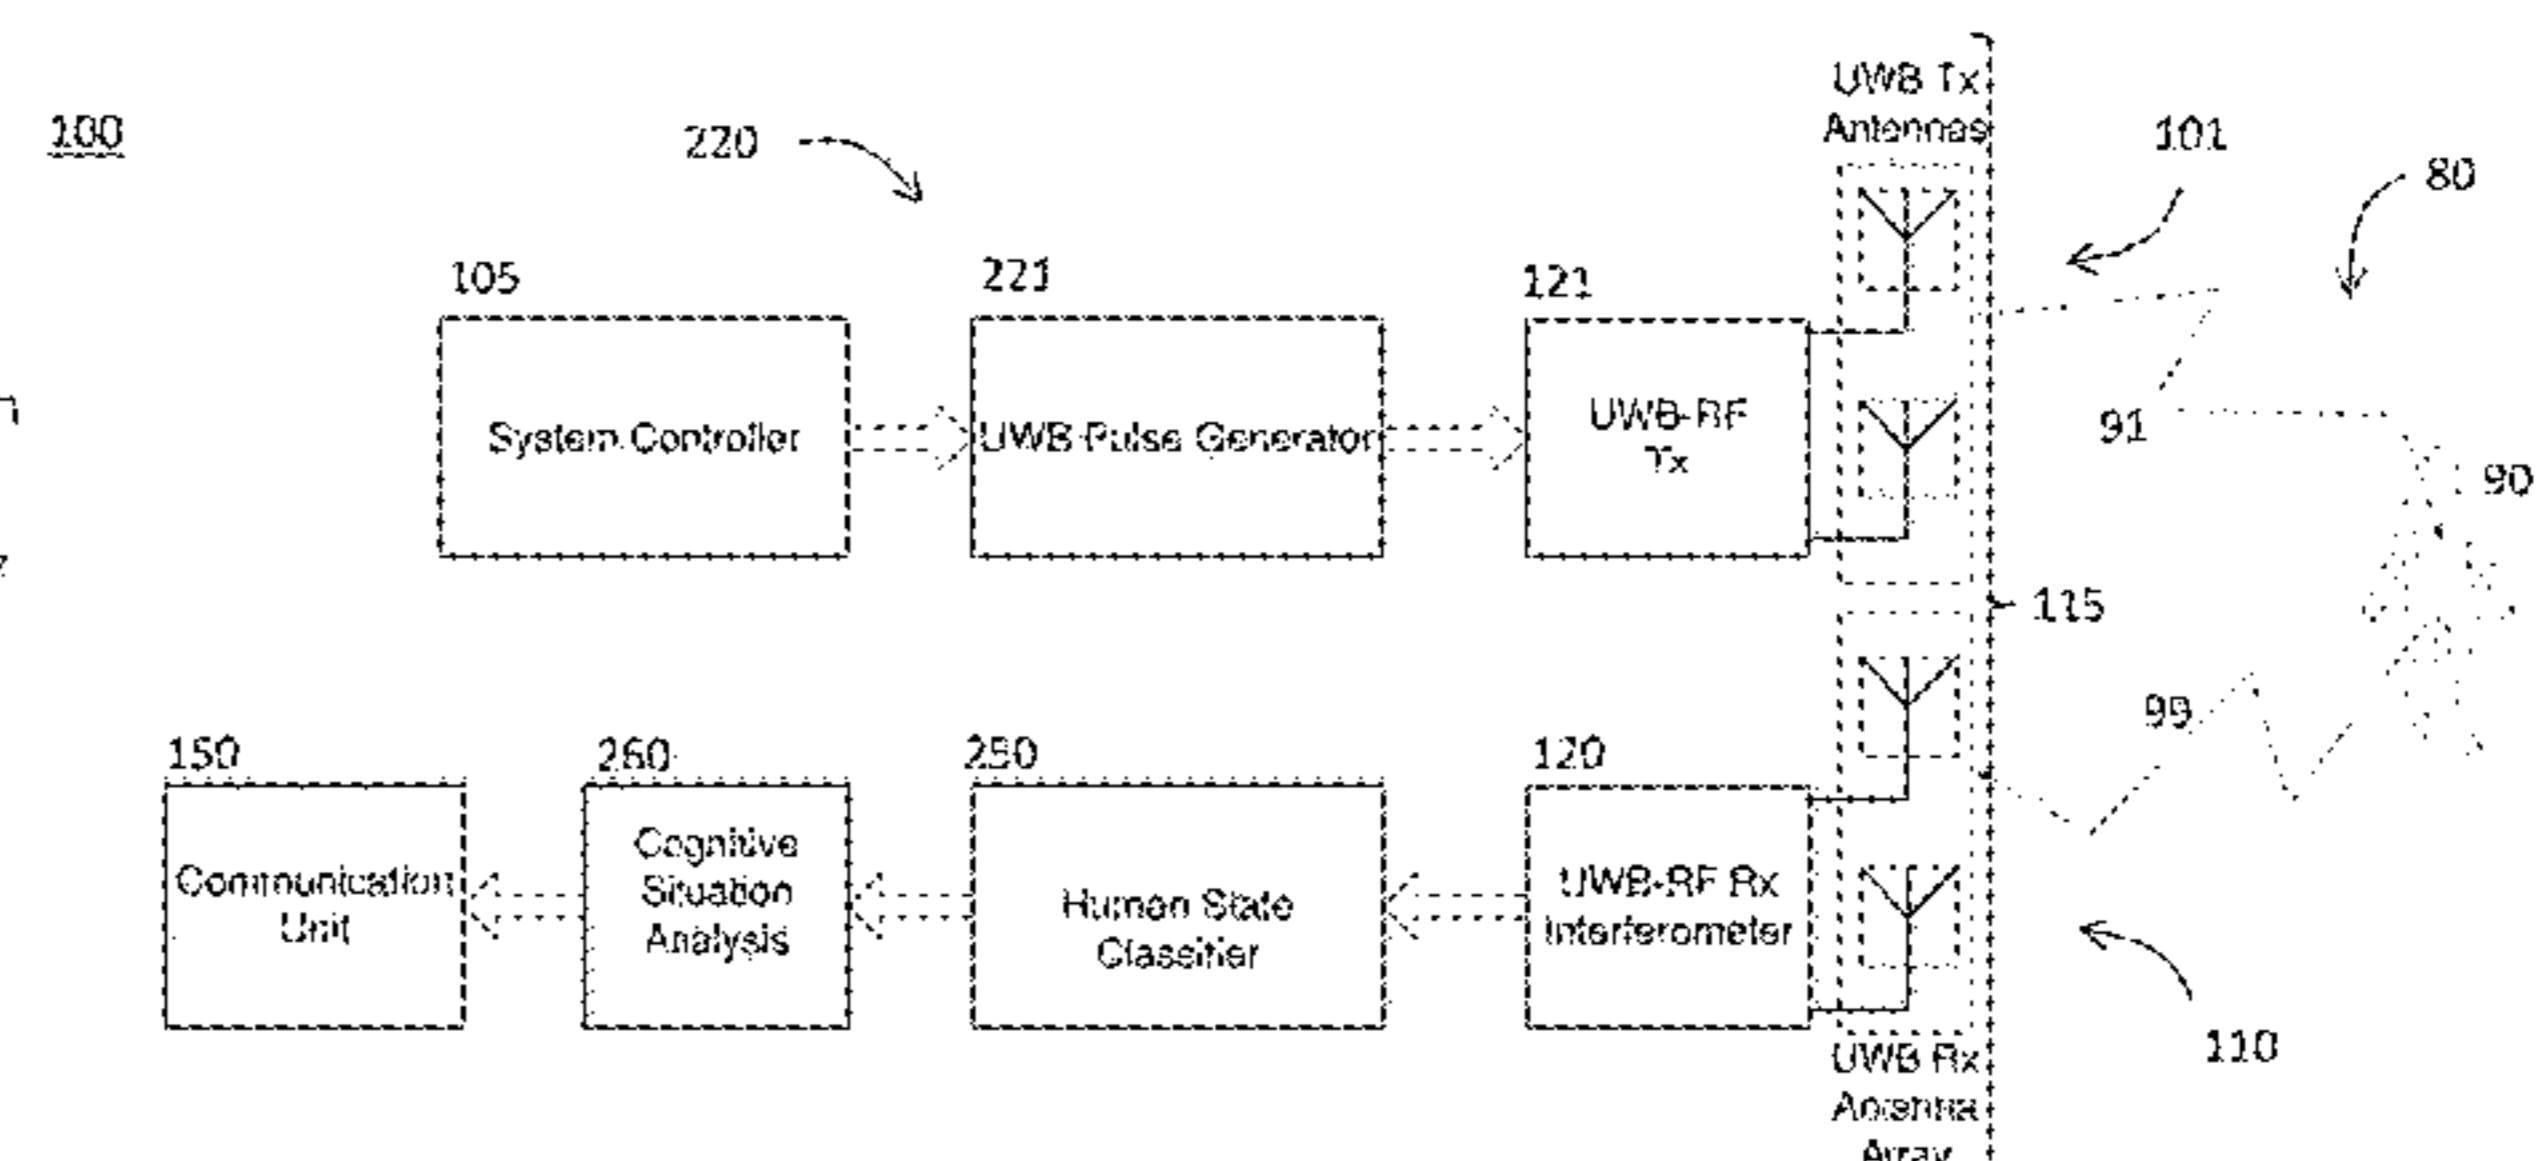 100
220
UWB Tx
Antennas
101
80
105
221
121
System Controller
UWB Pulse Generator
UWB-RF
Tx
91
90
115
99
150
260
250
120
Communication
Unit
Cognitive
Situation
Analysis
Human State
Classifier
UWB-RF Rx
Interferometer
110
UWB Rx
Antenna
Array